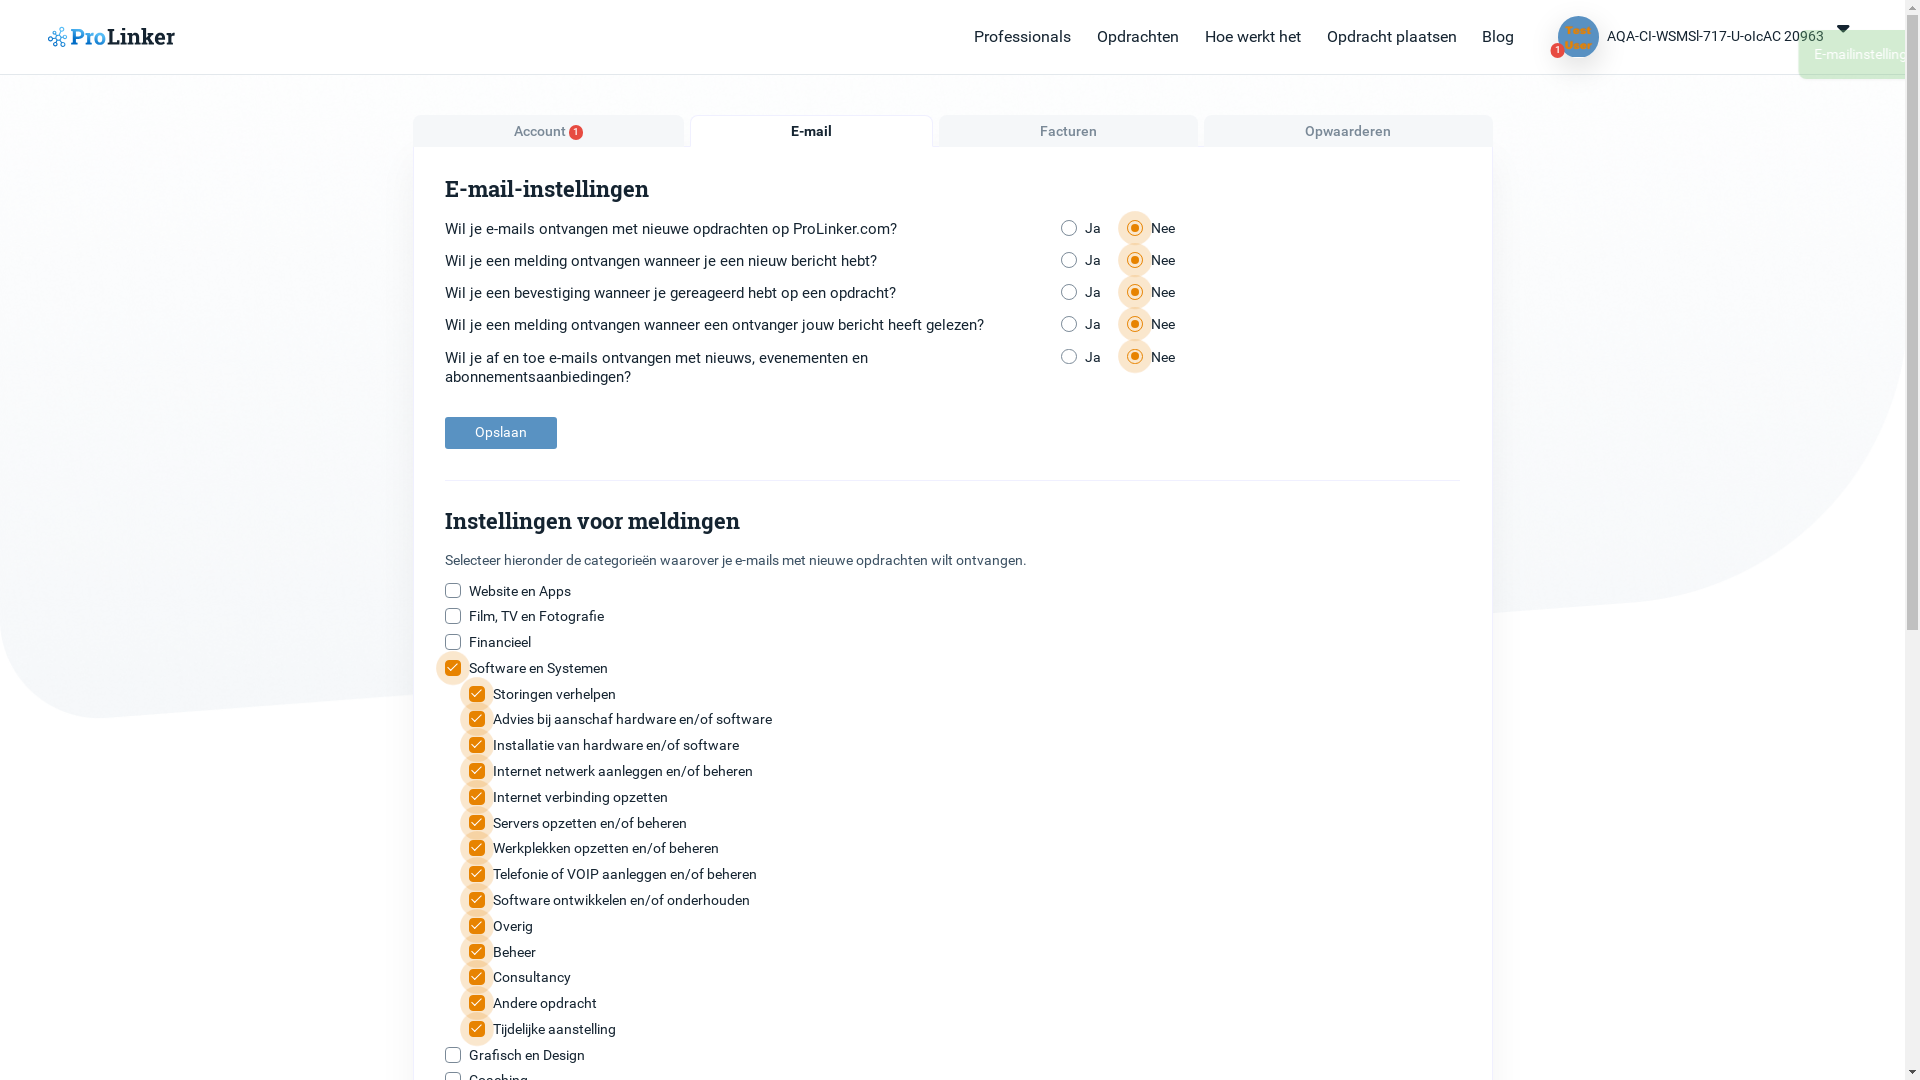 ProLinker
Professionals
Opdrachten
Hoe werkt het
Opdracht plaatsen
Blog
Test
User
1
AQA-CI-WSMSl-717-U-oIcAC 20963
Account 1
E-mail
Facturen
Opwaarderen
E-mail-instellingen
Wil je e-mails ontvangen met nieuwe opdrachten op ProLinker.com?
Ja
Nee
Wil je een melding ontvangen wanneer je een nieuw bericht hebt?
Ja
Nee
Wil je een bevestiging wanneer je gereageerd hebt op een opdracht?
Ja
Nee
Wil je een melding ontvangen wanneer een ontvanger jouw bericht heeft gelezen?
Ja
Nee
Wil je af en toe e-mails ontvangen met nieuws, evenementen en
abonnementsaanbiedingen?
Ja
Nee
Opslaan
Instellingen voor meldingen
Selecteer hieronder de categorieën waarover je e-mails met nieuwe opdrachten wilt ontvangen.
Website en Apps
Film, TV en Fotografie
Financieel
Software en Systemen
Storingen verhelpen
Advies bij aanschaf hardware en/of software
Installatie van hardware en/of software
Internet netwerk aanleggen en/of beheren
Internet verbinding opzetten
Servers opzetten en/of beheren
Werkplekken opzetten en/of beheren
Telefonie of VOIP aanleggen en/of beheren
Software ontwikkelen en/of onderhouden
Overig
Beheer
Consultancy
Andere opdracht
Tijdelijke aanstelling
Grafisch en Design
Coaching